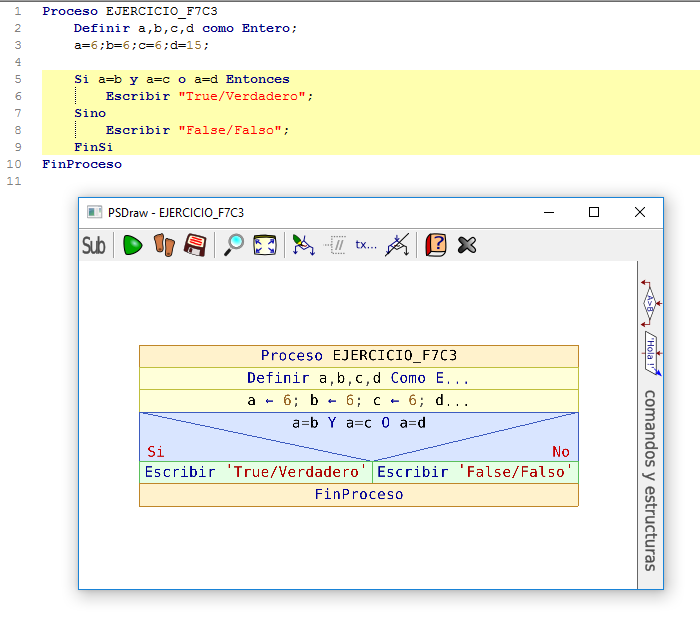 1 Proceso EJERCICIO_F7C3
2 Definir a,b,c,d como Entero;
3 a=6;b=6;c=6;d=15;
4
5 Si a=b y a=c o a=d Entonces
6 Escribir "True/Verdadero";
7 Sino
8 Escribir "False/Falso";
9 FinSi
10 FinProceso
11
PSDraw - EJERCICIO_F7C3
Sub // tx... ?
A>B
'Hola !'
comandos y estructuras
Proceso EJERCICIO_F7C3
Definir a,b,c,d Como E...
a ← 6; b ← 6; c ← 6; d...
a=b Y a=c O a=d
Si No
Escribir 'True/Verdadero' Escribir 'False/Falso'
FinProceso